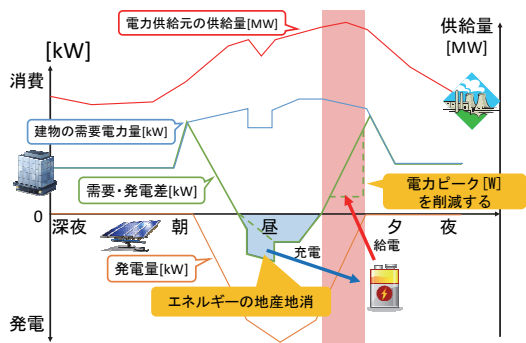 電力供給元の供給量[MW]
供給量
[MW]
[kW]
消費
建物の需要電力量[kW]
需要・発電差[kW]
電力ピーク[W]
を削減する
0
深夜
朝
昼
夕
夜
充電
給電
発電量[kW]
エネルギーの地産地消
発電